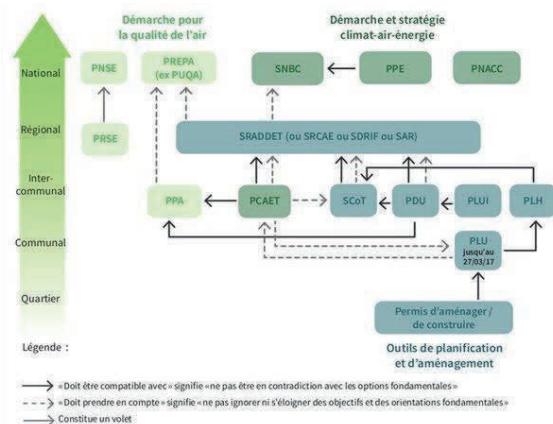 Démarche pour
la qualité de l'air
Démarche et stratégie
climat-air-énergie
National
PNSE
PREPA
(ex PUQA)
SNBC
PPE
PNACC
Régional
PRSE
SRADDET (ou SRCAE ou SDRIF ou SAR)
Inter-
communal
PPA
PCAET
SCoT
PDU
PLUI
PLH
Communal
PLU
jusqu'au
27/03/17
Quartier
Permis d'aménager /
de construire
Légende :
Outils de planification
et d'aménagement
« Doit être compatible avec » signifie « ne pas être en contradiction avec les options fondamentales »
« Doit prendre en compte » signifie « ne pas ignorer ni s'éloigner des objectifs et des orientations fondamentales »
Constitue un volet